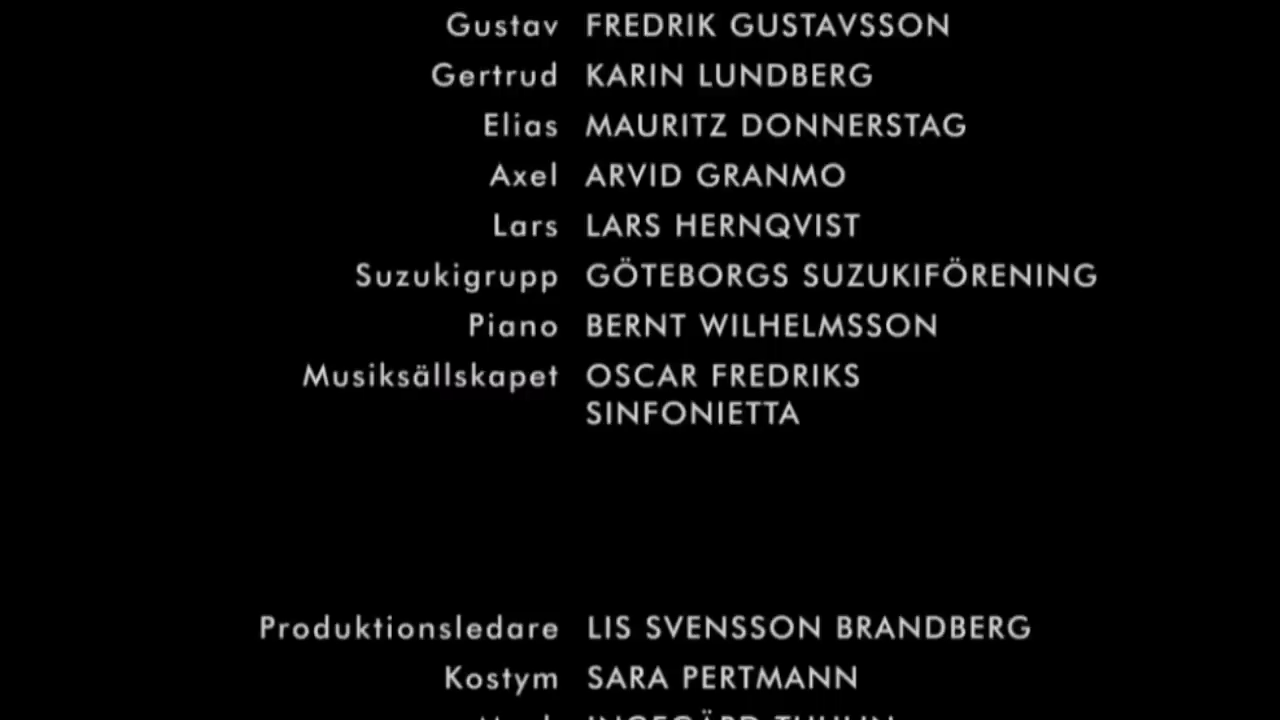 Gustav FREDRIK GUSTAVSSON
Gertrud KARIN LUNDBERG
Elias MAURITZ DONNERSTAG
Axel ARVID GRANMO
Lars LARS HERNQVIST
Suzukigrupp GÖTEBORGS SUZUKIFÖRENING
Piano BERNT WILHELMSSON
Musiksällskapet OSCAR FREDRIKS
SINFONIETTA
Produktionsledare LIS SVENSSON BRANDBERG
Kostym SARA PERTMANN